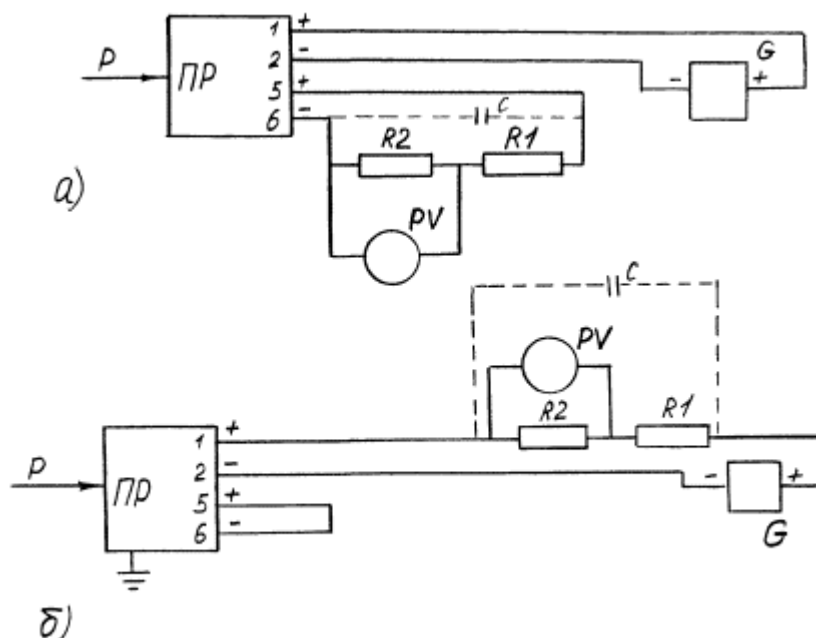 P ПР 1 + 2 - 5 + 6 - - G +
C
R2 R1
PV
а)
C
PV
R2 R1
P ПР 1 + 2 - 5 + 6 - - +
G
б)